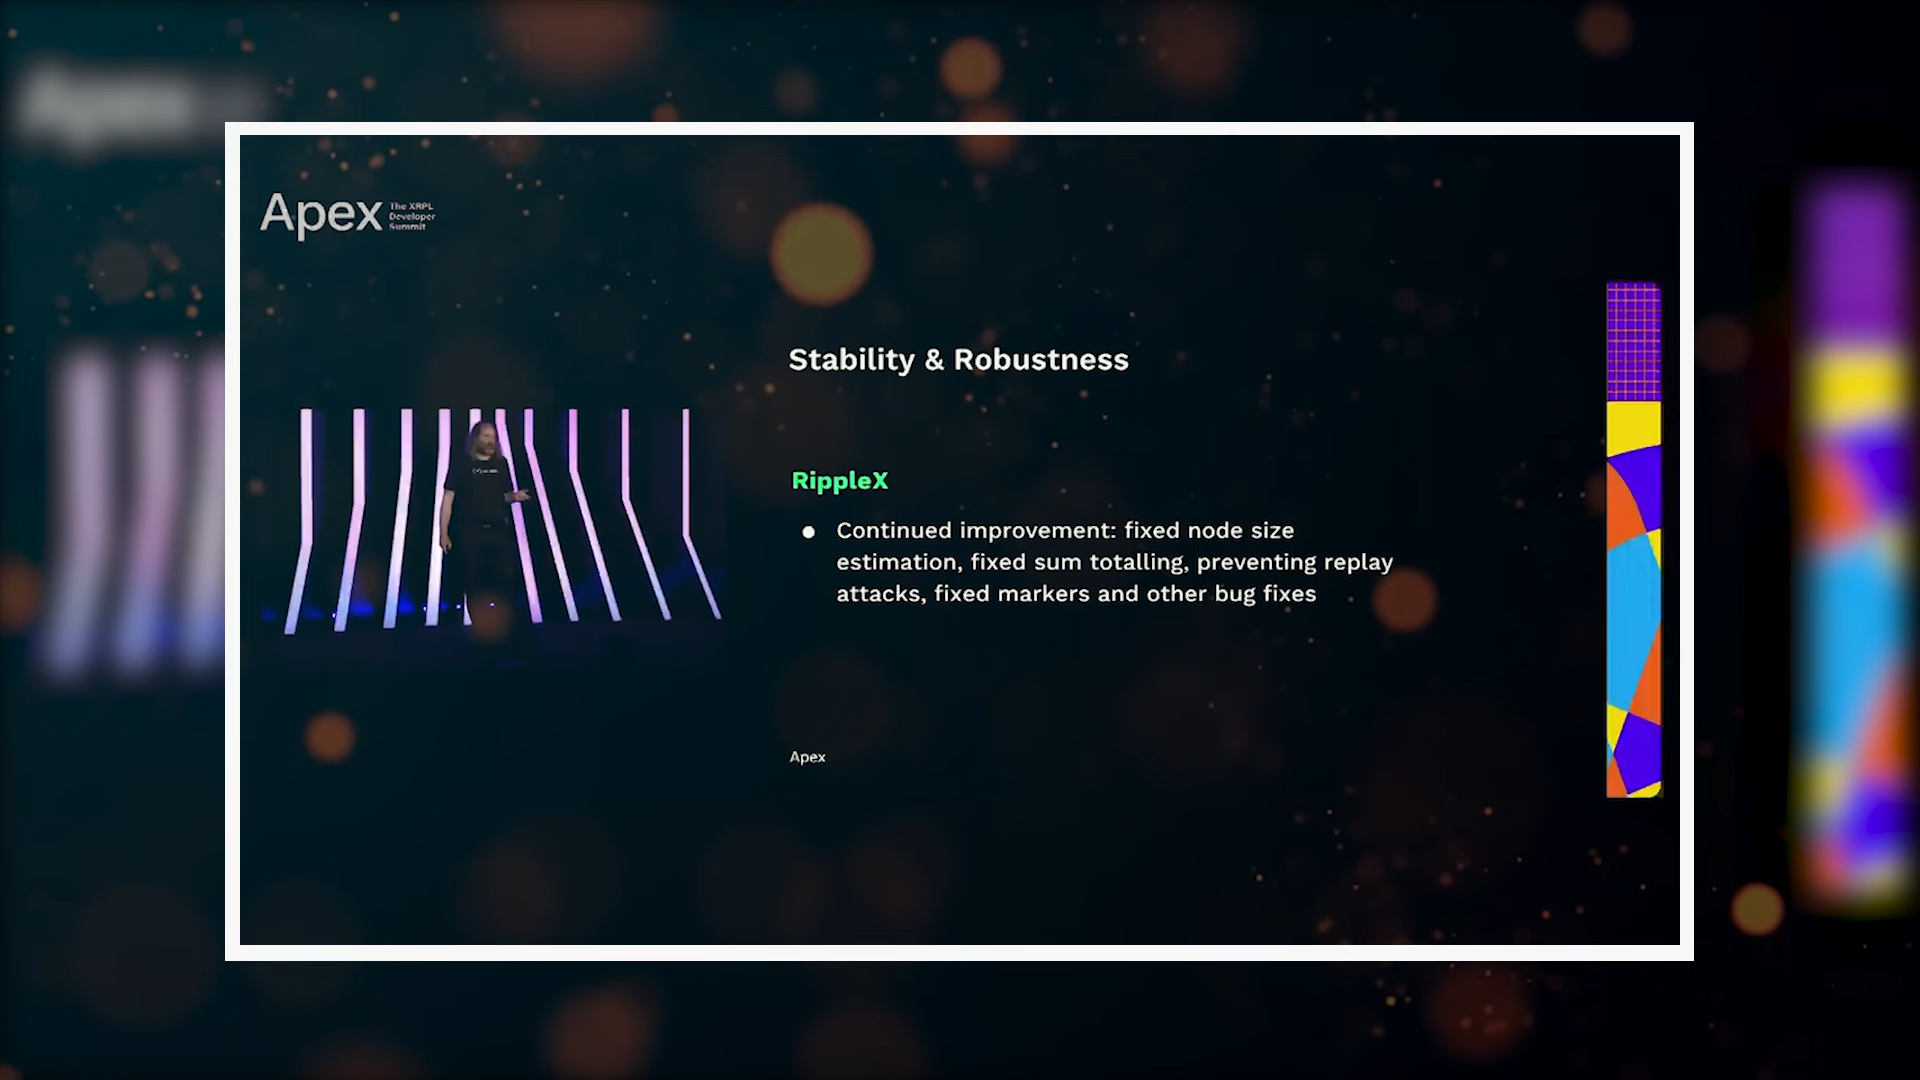 Apex
The XRPL
Developer
Summit
Stability & Robustness
RippleX
● Continued improvement: fixed node size
estimation, fixed sum totalling, preventing replay
attacks, fixed markers and other bug fixes
Apex